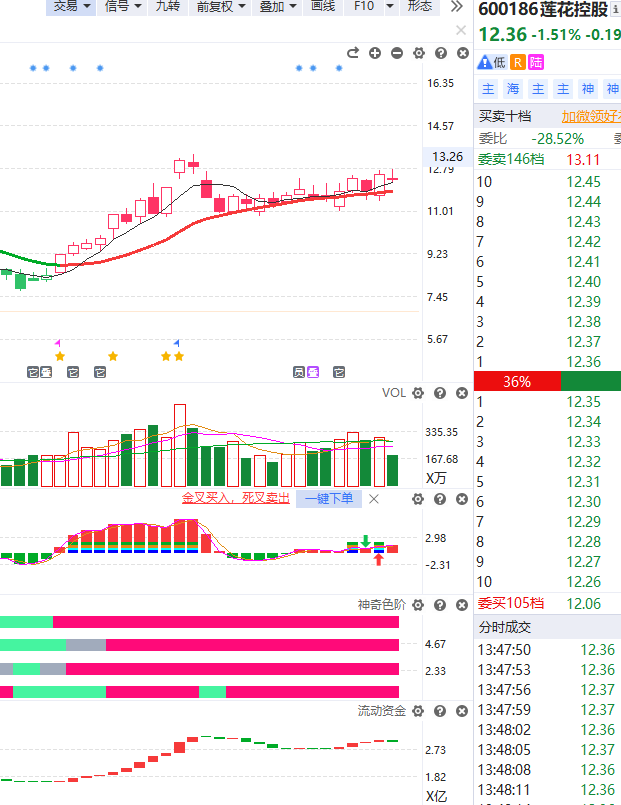 交易 信号 九转 前复权 叠加 画线 F10 形态
16.35
14.57
13.26
12.79
11.01
9.23
7.45
5.67
VOL
335.35
167.68
X万
金叉买入，死叉卖出 一键下单
2.98
-2.31
神奇色阶
4.67
2.33
流动资金
2.73
1.82
X亿
600186莲花控股
12.36 -1.51% -0.19
低 R 陆
主 海 主 主 神 神
买卖十档 加微领好
委比 -28.52%
委卖146档 13.11
10 12.45
9 12.44
8 12.43
7 12.42
6 12.41
5 12.40
4 12.39
3 12.38
2 12.37
1 12.36
36%
1 12.35
2 12.34
3 12.33
4 12.32
5 12.31
6 12.30
7 12.29
8 12.28
9 12.27
10 12.26
委买105档 12.06
分时成交
13:47:50 12.36
13:47:53 12.36
13:47:56 12.37
13:47:59 12.37
13:48:02 12.36
13:48:05 12.37
13:48:08 12.36
13:48:11 12.36